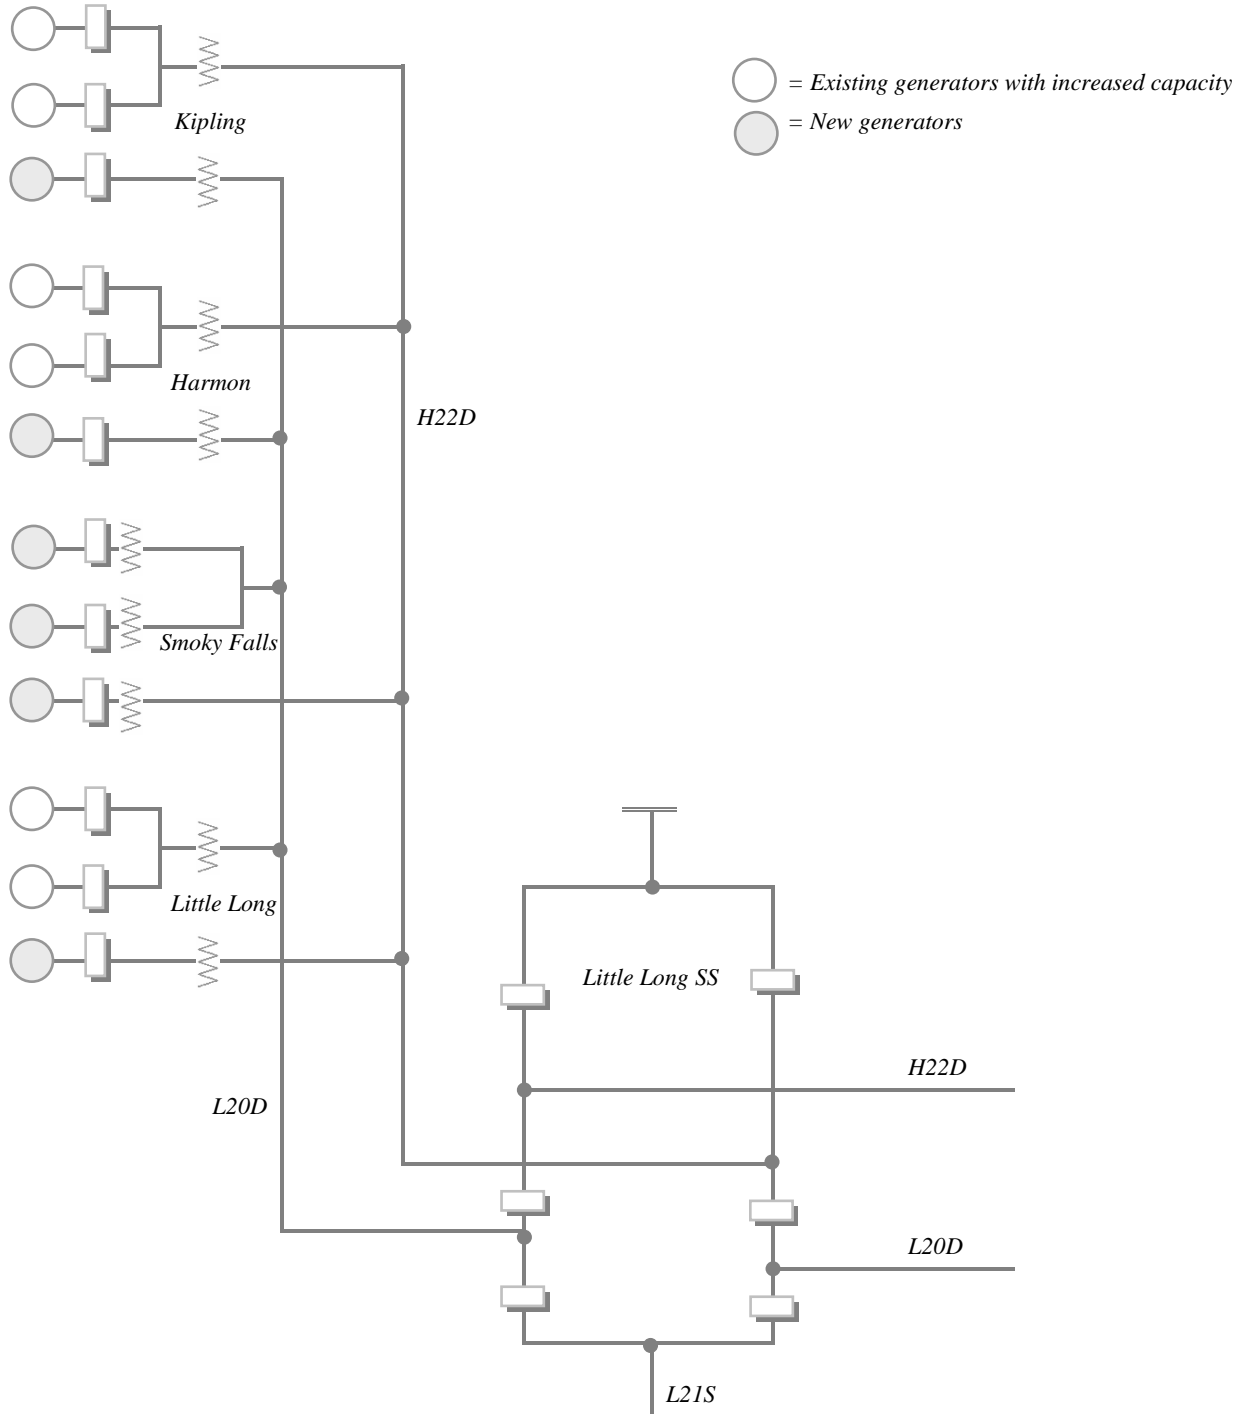 = Existing generators with increased capacity
= New generators
Kipling
Harmon
H22D
Smoky Falls
Little Long
Little Long SS
H22D
L20D
L20D
L21S